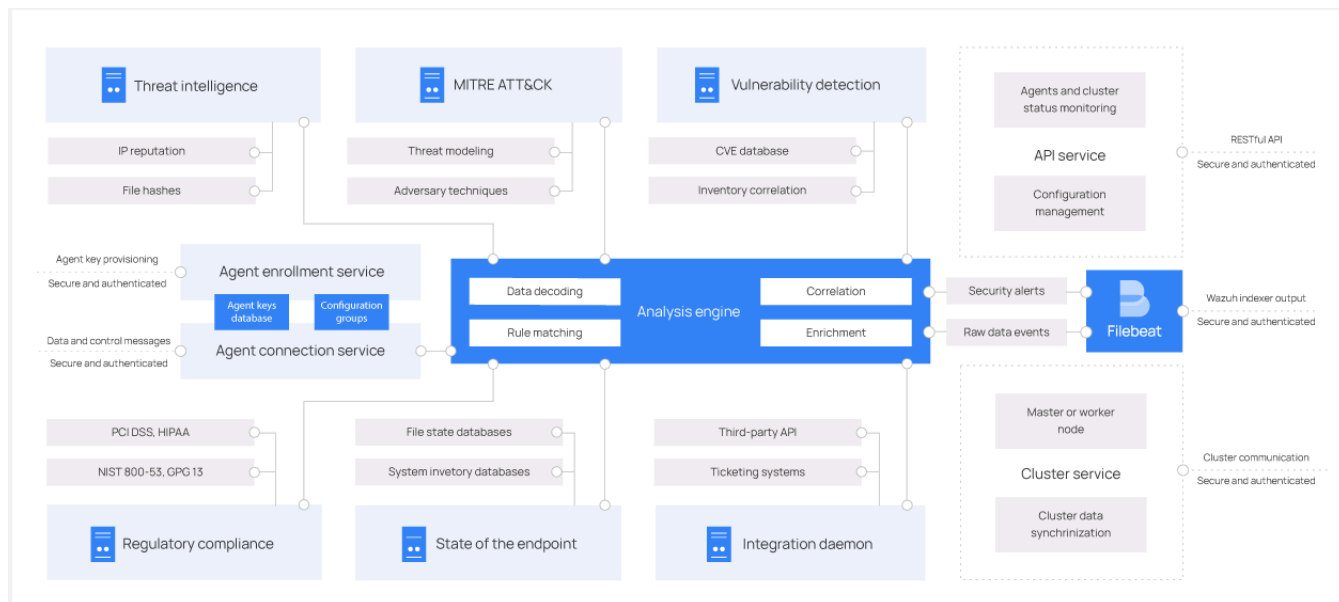 Threat intelligence
MITRE ATT&CK
Vulnerability detection
IP reputation
File hashes
Threat modeling
Adversary techniques
CVE database
Inventory correlation
Agents and cluster
status monitoring
API service
Configuration
management
RESTful API
Secure and authenticated
Agent key provisioning
Secure and authenticated
Agent enrollment service
Agent keys
database
Configuration
groups
Data and control messages
Secure and authenticated
Agent connection service
Data decoding
Rule matching
Analysis engine
Correlation
Enrichment
Security alerts
Raw data events
Filebeat
Wazuh indexer output
Secure and authenticated
PCI DSS, HIPAA
NIST 800-53, GPG 13
Regulatory compliance
File state databases
System invetory databases
State of the endpoint
Third-party API
Ticketing systems
Integration daemon
Master or worker
node
Cluster service
Cluster data
synchrinization
Cluster communication
Secure and authenticated